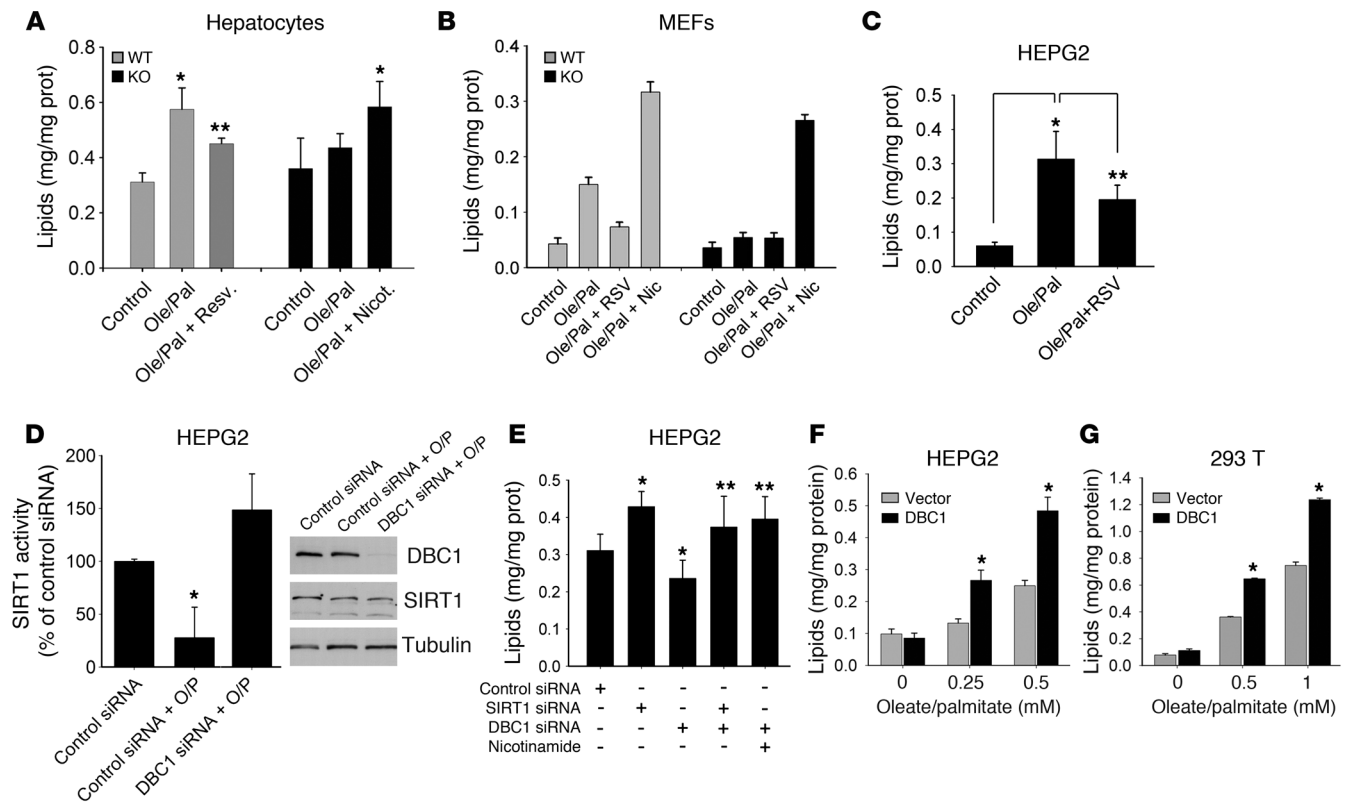 A
Hepatocytes
WT
KO
Lipids (mg/mg prot)
0.8
0.6
0.4
0.2
0.0
*
**
*
Control
Ole/Pal
Ole/Pal + Resv.
Control
Ole/Pal
Ole/Pal + Nicot.
B
MEFs
WT
KO
Lipids (mg/mg prot)
0.4
0.3
0.2
0.1
0.0
Control
Ole/Pal
Ole/Pal + RSV
Ole/Pal + Nic
Control
Ole/Pal
Ole/Pal + RSV
Ole/Pal + Nic
C
HEPG2
Lipids (mg/mg prot)
0.5
0.4
0.3
0.2
0.1
0.0
*
**
Control
Ole/Pal
Ole/Pal+RSV
D
HEPG2
SIRT1 activity
(% of control siRNA)
200
150
100
50
0
*
Control siRNA
Control siRNA + O/P
DBC1 siRNA + O/P
Control siRNA
Control siRNA + O/P
DBC1 siRNA + O/P
DBC1
SIRT1
Tubulin
E
HEPG2
Lipids (mg/mg prot)
0.5
0.4
0.3
0.2
0.1
0.0
*
*
**
**
Control siRNA + - - - -
SIRT1 siRNA - + - + -
DBC1 siRNA - - + + +
Nicotinamide - - - - +
F
HEPG2
Vector
DBC1
Lipids (mg/mg protein)
0.6
0.5
0.4
0.3
0.2
0.1
0.0
*
*
0 0.25 0.5
Oleate/palmitate (mM)
G
293 T
Vector
DBC1
Lipids (mg/mg protein)
1.4
1.2
1.0
0.8
0.6
0.4
0.2
0.0
*
*
0 0.5 1
Oleate/palmitate (mM)